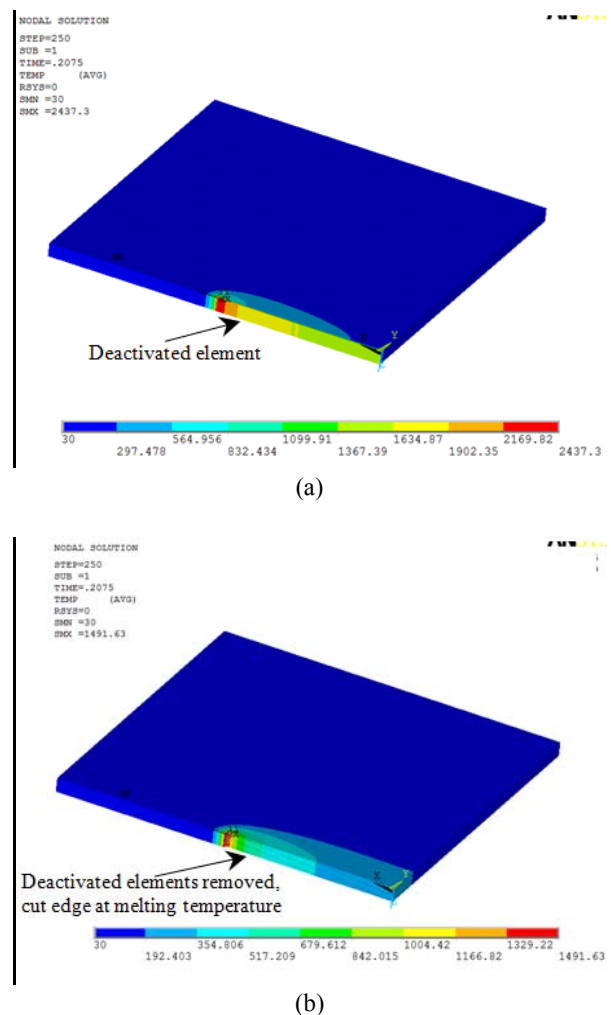 NODAL SOLUTION
STEP=250
SUB =1
TIME=.2075
TEMP (AVG)
RSYS=0
SMN =30
SMX =2437.3
MX
Y
Deactivated element
30 564.956 1099.91 1634.87 2169.82
297.478 832.434 1367.39 1902.35 2437.3
(a)
NODAL SOLUTION
STEP=250
SUB =1
TIME=.2075
TEMP (AVG)
RSYS=0
SMN =30
SMX =1491.63
X Y
Deactivated elements removed,
cut edge at melting temperature
30 354.806 679.612 1004.42 1329.22
192.403 517.209 842.015 1166.82 1491.63
(b)